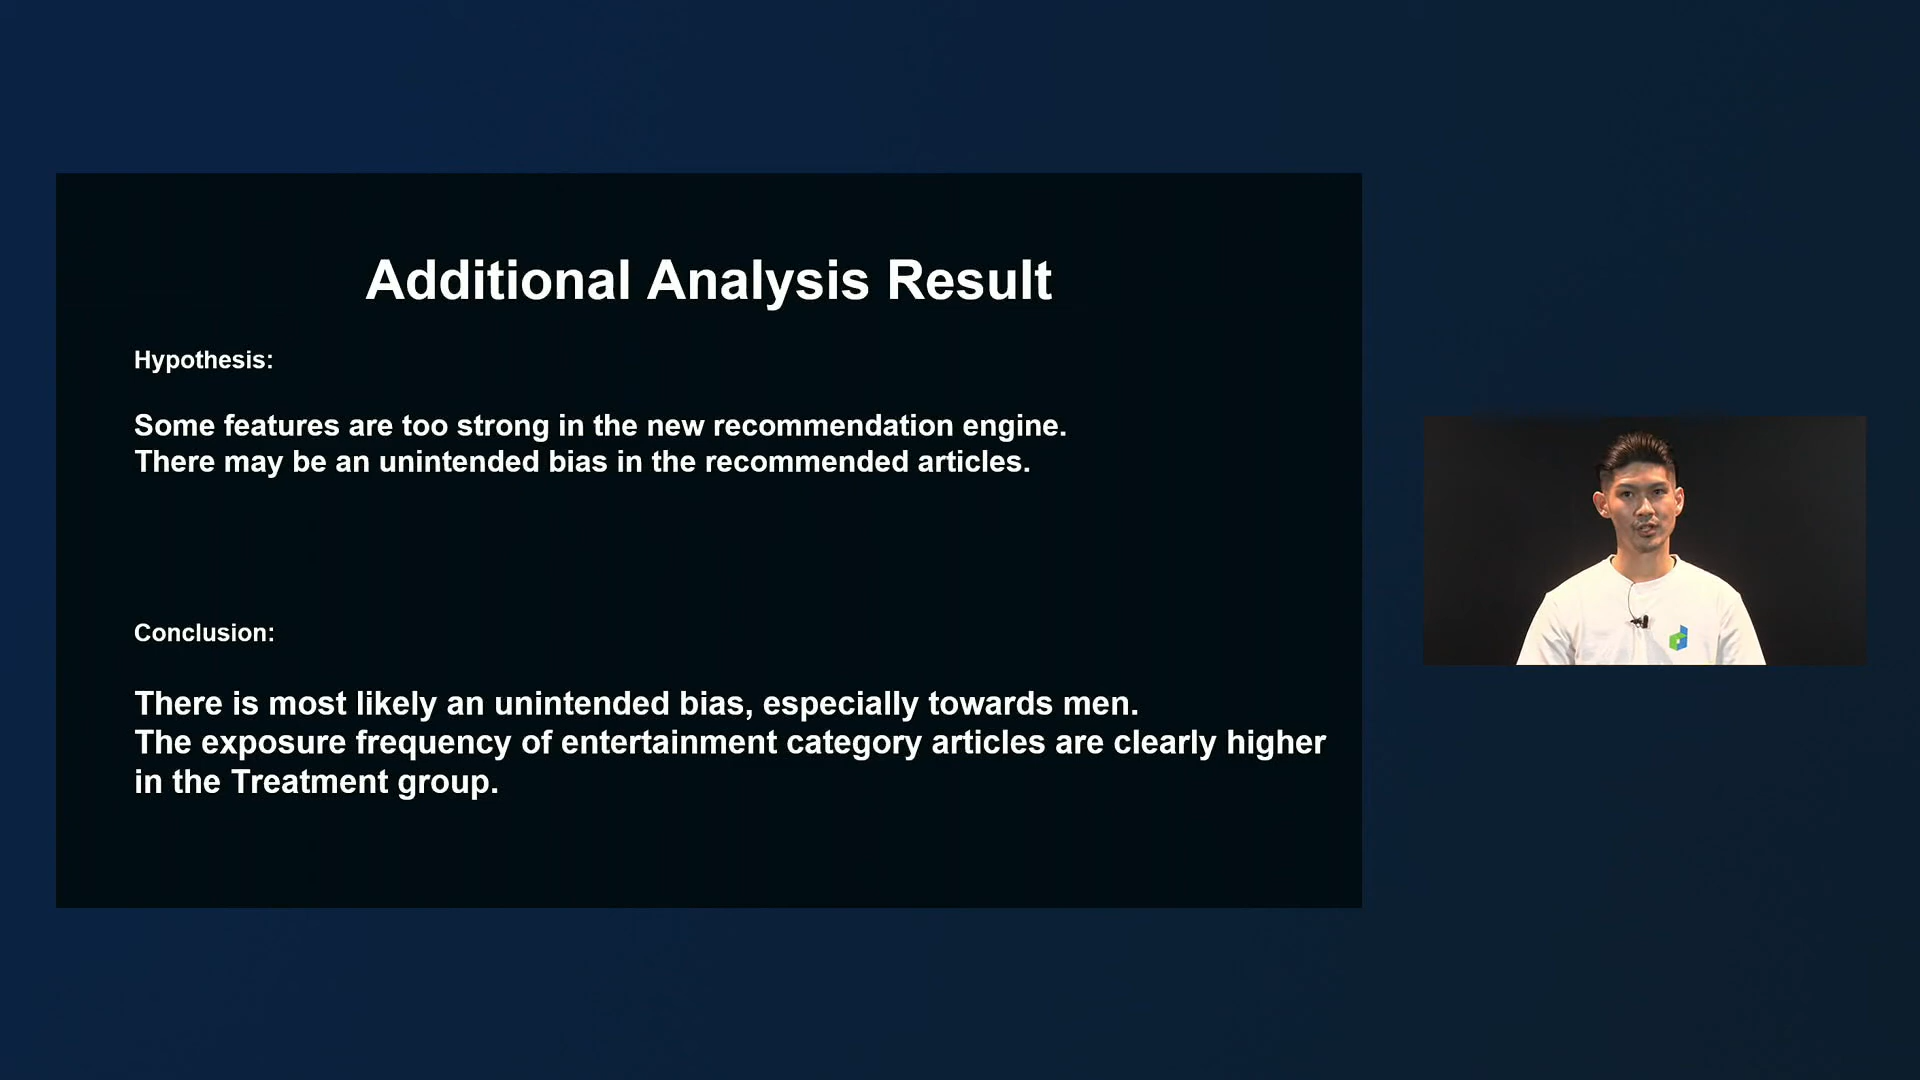 Additional Analysis Result
Hypothesis:
Some features are too strong in the new recommendation engine.
There may be an unintended bias in the recommended articles.
Conclusion:
There is most likely an unintended bias, especially towards men.
The exposure frequency of entertainment category articles are clearly higher
in the Treatment group.